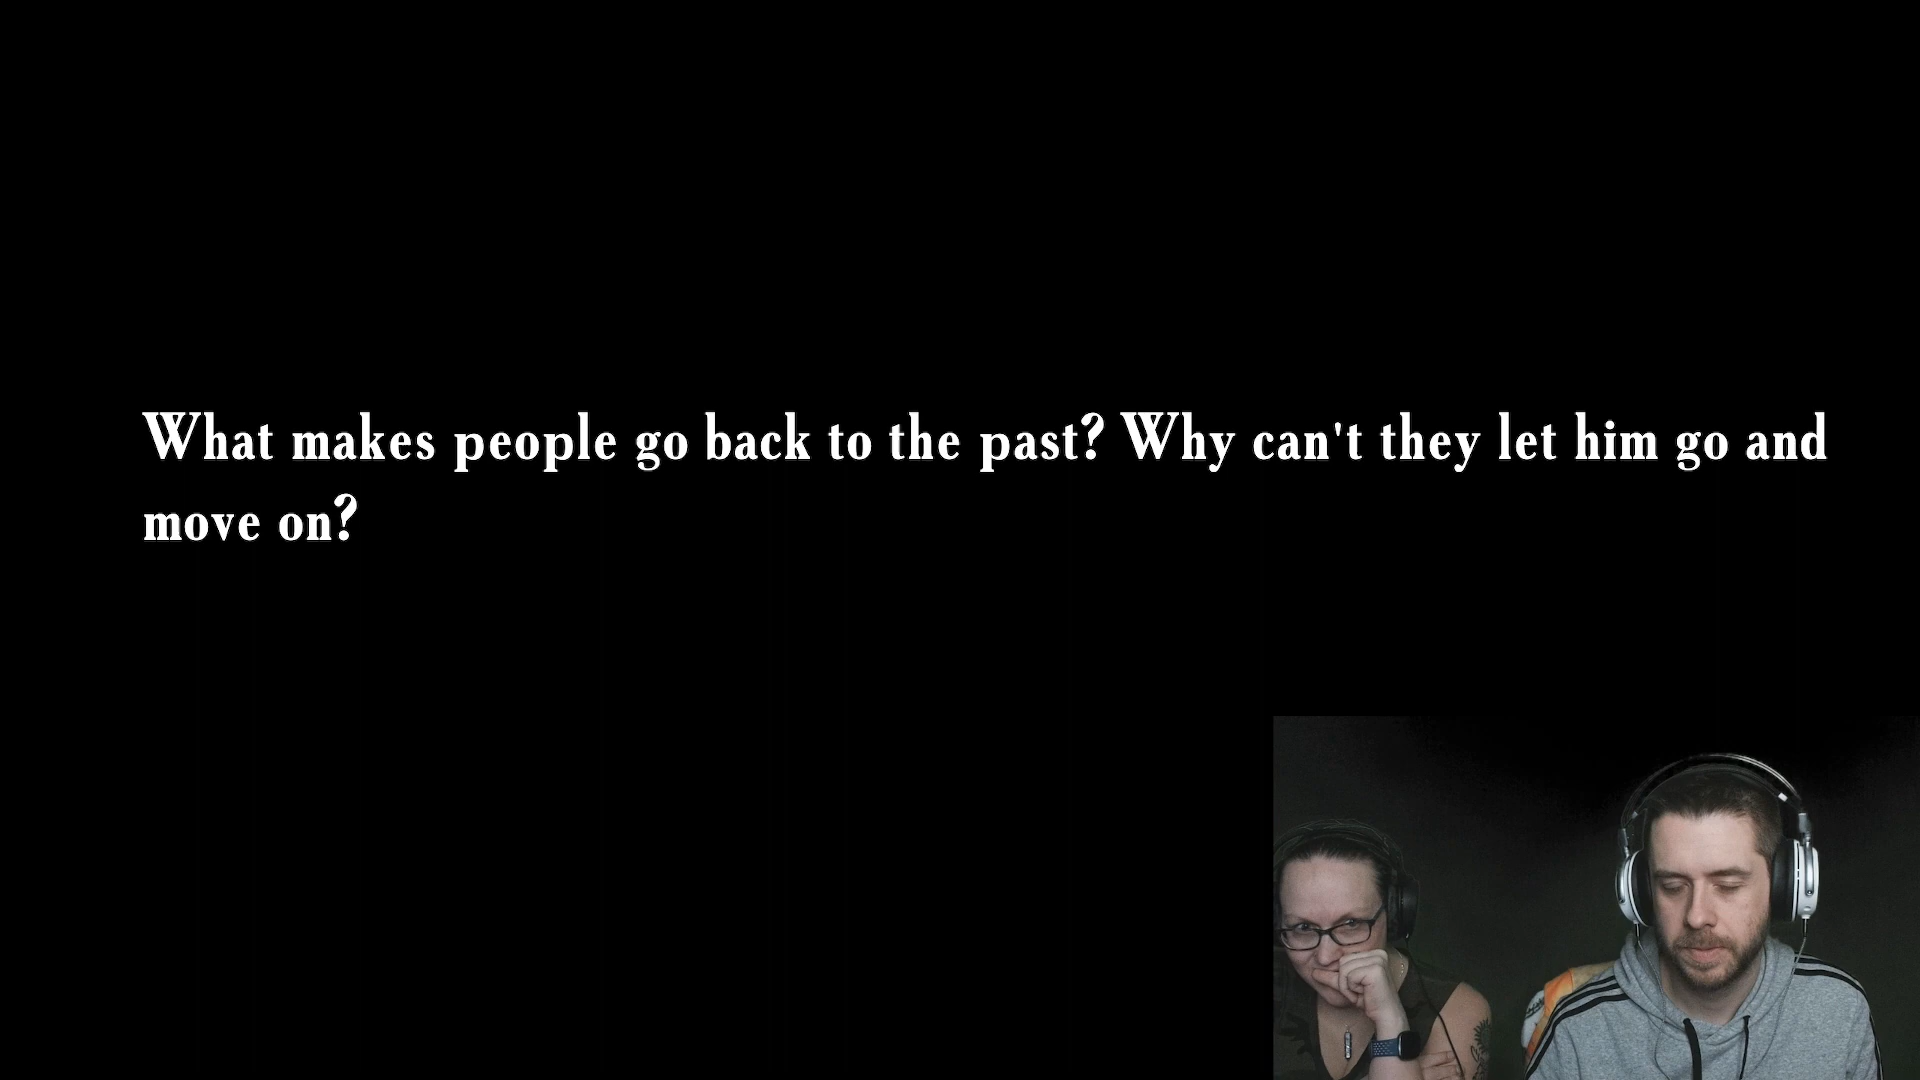 What makes people go back to the past? Why can't they let him go and
move on?